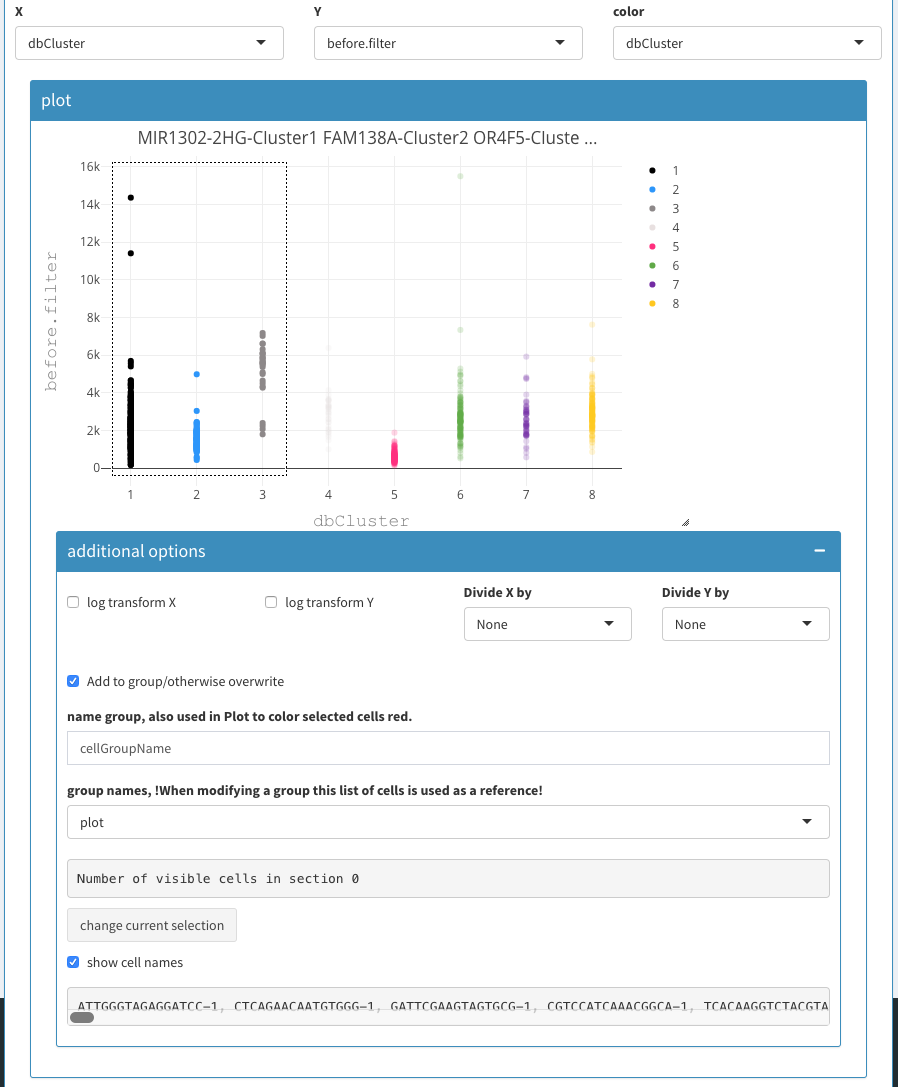 X Y color
dbCluster before.filter dbCluster
plot
MIR1302-2HG-Cluster1 FAM138A-Cluster2 OR4F5-Cluste ...
16k
14k
12k
10k
8k
6k
4k
2k
0
before.filter
1 2 3 4 5 6 7 8
dbCluster
1
2
3
4
5
6
7
8
additional options
log transform X log transform Y Divide X by Divide Y by
None None
Add to group/otherwise overwrite
name group, also used in Plot to color selected cells red.
cellGroupName
group names, !When modifying a group this list of cells is used as a reference!
plot
Number of visible cells in section 0
change current selection
show cell names
ATTGGGTAGAGGATCC-1, CTCAGAACAATGTGGG-1, GATTCGAAGTAGTGCG-1, CGTCCATCAAACGGCA-1, TCACAAGGTCTACGTA